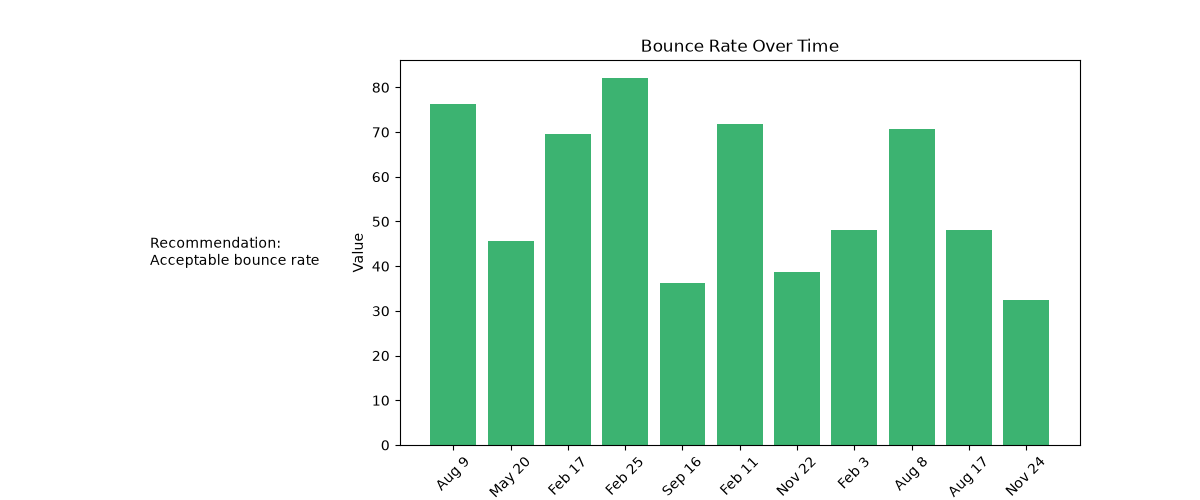 Bounce Rate Over Time
Recommendation:
Acceptable bounce rate
Value
80
70
60
50
40
30
20
10
0
Aug 9
May 20
Feb 17
Feb 25
Sep 16
Feb 11
Nov 22
Feb 3
Aug 8
Aug 17
Nov 24